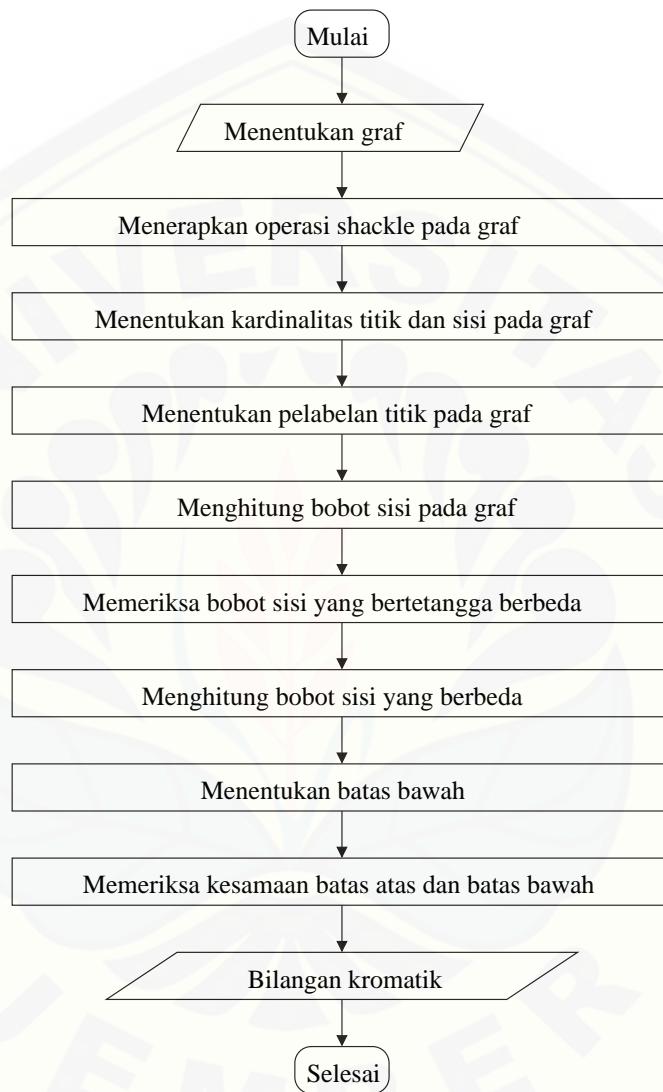 Mulai
Menentukan graf
Menerapkan operasi shackle pada graf
Menentukan kardinalitas titik dan sisi pada graf
Menentukan pelabelan titik pada graf
Menghitung bobot sisi pada graf
Memeriksa bobot sisi yang bertetangga berbeda
Menghitung bobot sisi yang berbeda
Menentukan batas bawah
Memeriksa kesamaan batas atas dan batas bawah
Bilangan kromatik
Selesai
UNIVERSITAS
JEMBER